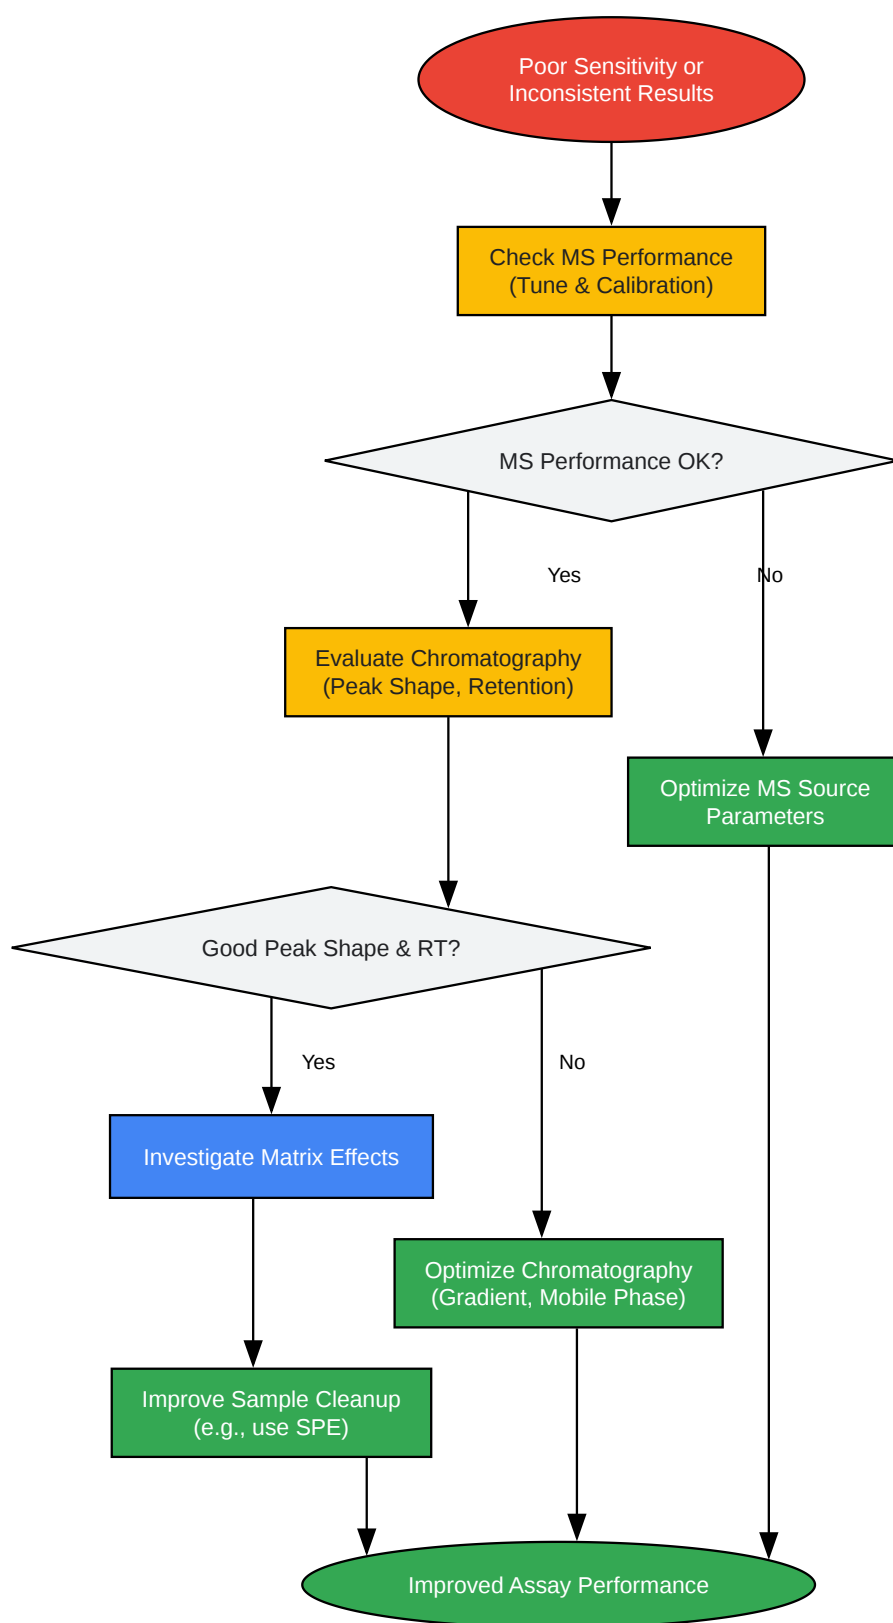 Poor Sensitivity or
Inconsistent Results
Check MS Performance
(Tune & Calibration)
MS Performance OK?
Yes
No
Evaluate Chromatography
(Peak Shape, Retention)
Optimize MS Source
Parameters
Good Peak Shape & RT?
Yes
No
Investigate Matrix Effects
Optimize Chromatography
(Gradient, Mobile Phase)
Improve Sample Cleanup
(e.g., use SPE)
Improved Assay Performance